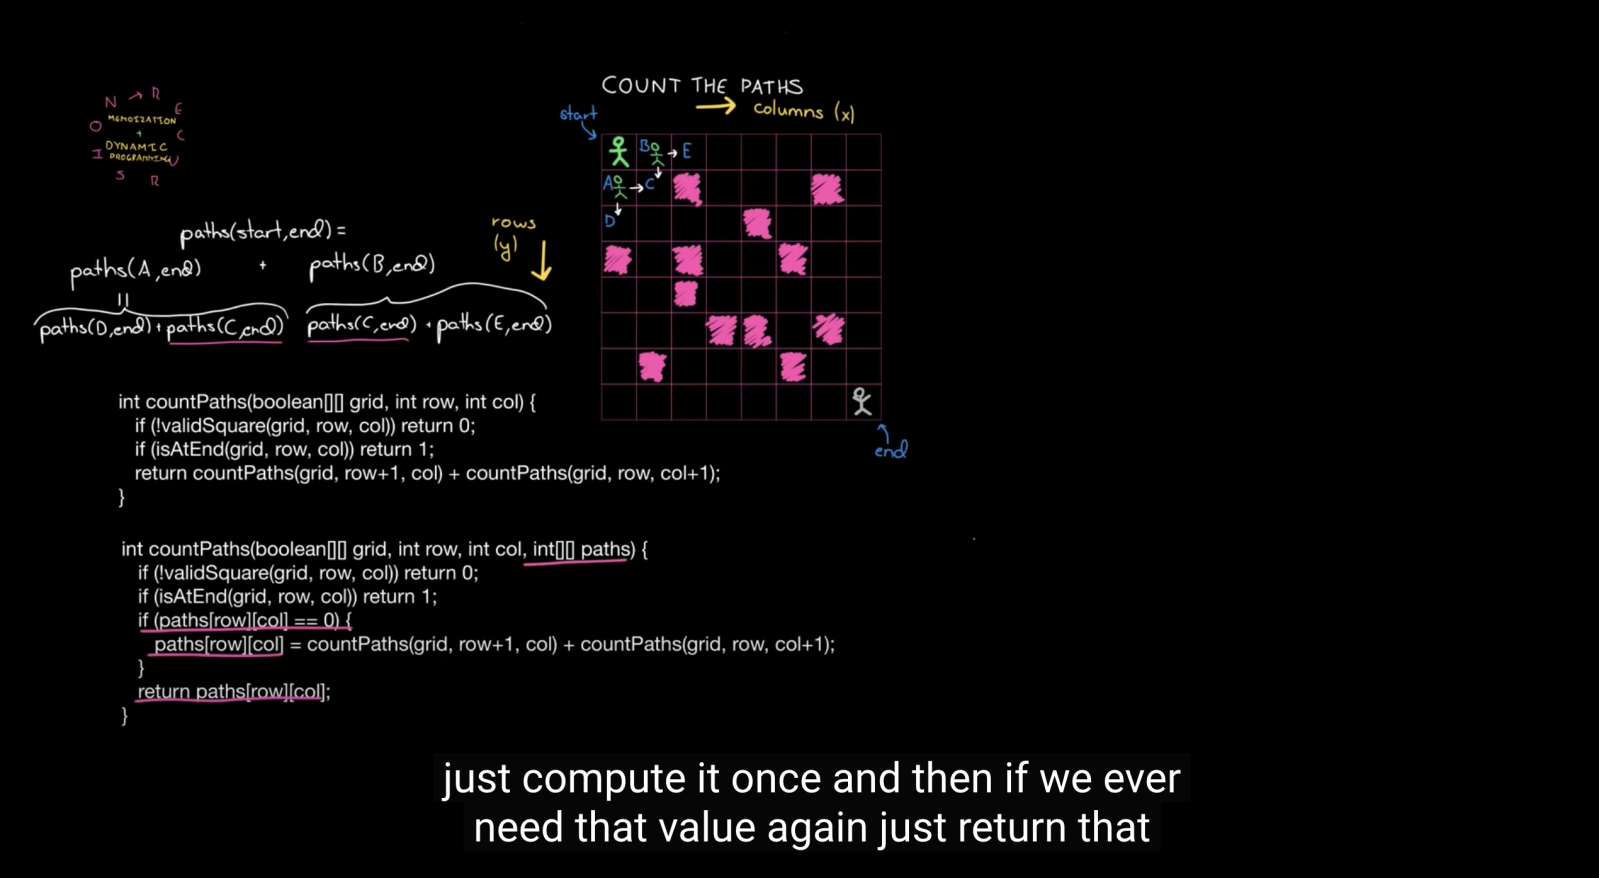 COUNT THE PATHS
→ columns (x)
start
N → R
E
MEMOIZATION
O + C
DYNAMIC
I PROGRAMMING U
S R
B → E
A → C
D
rows
(y)
paths(start,end) =
paths(A,end) + paths(B,end)
||
paths(D,end) + paths(C,end) paths(C,end) + paths(E,end)
end
int countPaths(boolean[][] grid, int row, int col) {
if (!validSquare(grid, row, col)) return 0;
if (isAtEnd(grid, row, col)) return 1;
return countPaths(grid, row+1, col) + countPaths(grid, row, col+1);
}
int countPaths(boolean[][] grid, int row, int col, int[][] paths) {
if (!validSquare(grid, row, col)) return 0;
if (isAtEnd(grid, row, col)) return 1;
if (paths[row][col] == 0) {
paths[row][col] = countPaths(grid, row+1, col) + countPaths(grid, row, col+1);
}
return paths[row][col];
}
just compute it once and then if we ever
need that value again just return that